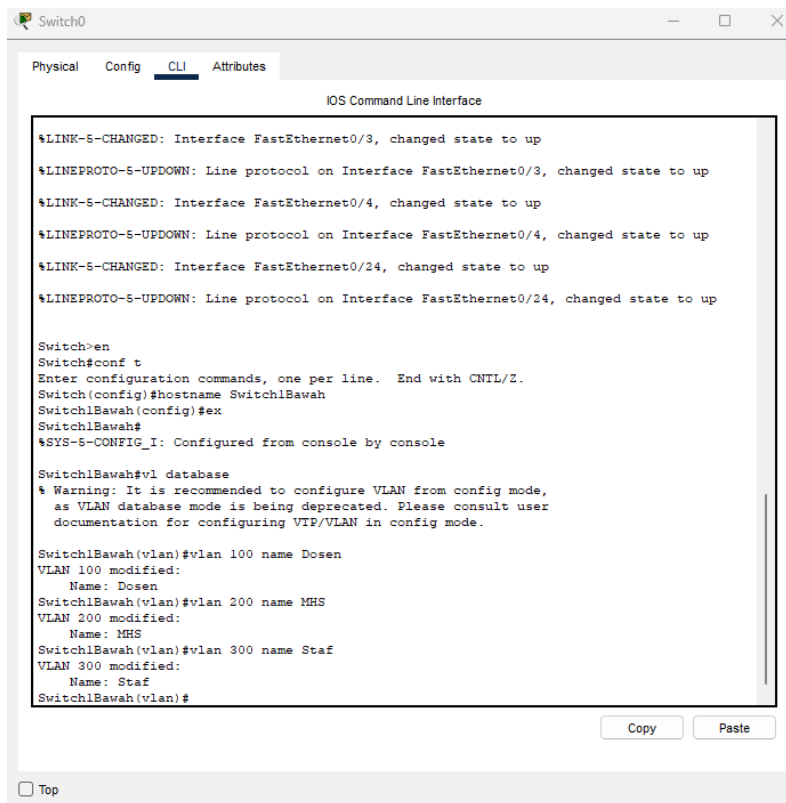 Switch0
Physical Config CLI Attributes
IOS Command Line Interface
%LINK-5-CHANGED: Interface FastEthernet0/3, changed state to up
%LINEPROTO-5-UPDOWN: Line protocol on Interface FastEthernet0/3, changed state to up
%LINK-5-CHANGED: Interface FastEthernet0/4, changed state to up
%LINEPROTO-5-UPDOWN: Line protocol on Interface FastEthernet0/4, changed state to up
%LINK-5-CHANGED: Interface FastEthernet0/24, changed state to up
%LINEPROTO-5-UPDOWN: Line protocol on Interface FastEthernet0/24, changed state to up
Switch>en
Switch#conf t
Enter configuration commands, one per line.  End with CNTL/Z.
Switch(config)#hostname Switch1Bawah
Switch1Bawah(config)#ex
Switch1Bawah#
%SYS-5-CONFIG_I: Configured from console by console
Switch1Bawah#vl database
% Warning: It is recommended to configure VLAN from config mode,
as VLAN database mode is being deprecated. Please consult user
documentation for configuring VTP/VLAN in config mode.
Switch1Bawah(vlan)#vlan 100 name Dosen
VLAN 100 modified:
Name: Dosen
Switch1Bawah(vlan)#vlan 200 name MHS
VLAN 200 modified:
Name: MHS
Switch1Bawah(vlan)#vlan 300 name Staf
VLAN 300 modified:
Name: Staf
Switch1Bawah(vlan)#
Copy Paste
Top